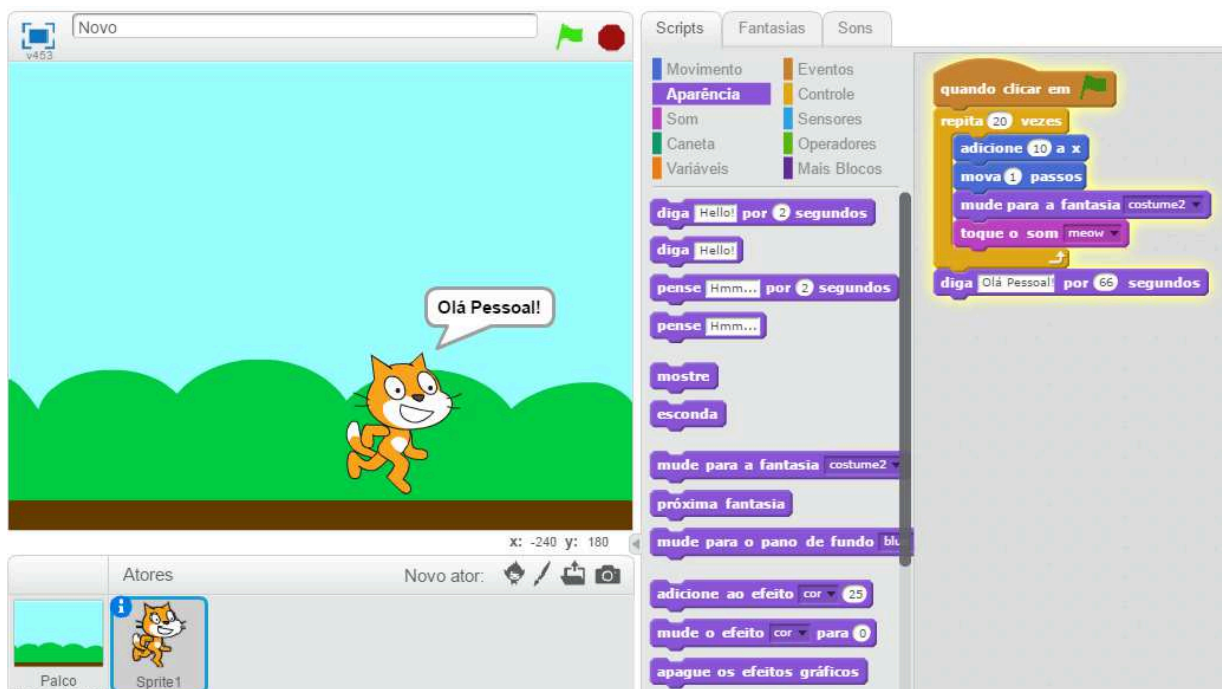 Novo
v453
Olá Pessoal!
x: -240 y: 180
Atores
Novo ator:
Palco
Sprite1
Scripts
Fantasias
Sons
Movimento
Eventos
Aparência
Controle
Som
Sensores
Caneta
Operadores
Variáveis
Mais Blocos
diga Hello! por 2 segundos
diga Hello!
pense Hmm... por 2 segundos
pense Hmm...
mostre
esconda
mude para a fantasia costume2
próxima fantasia
mude para o pano de fundo
adicione ao efeito cor 25
mude o efeito cor para 0
apague os efeitos gráficos
quando clicar em
repita 20 vezes
adicione 10 a x
mova 1 passos
mude para a fantasia costume2
toque o som meow
diga Olá Pessoal! por 66 segundos